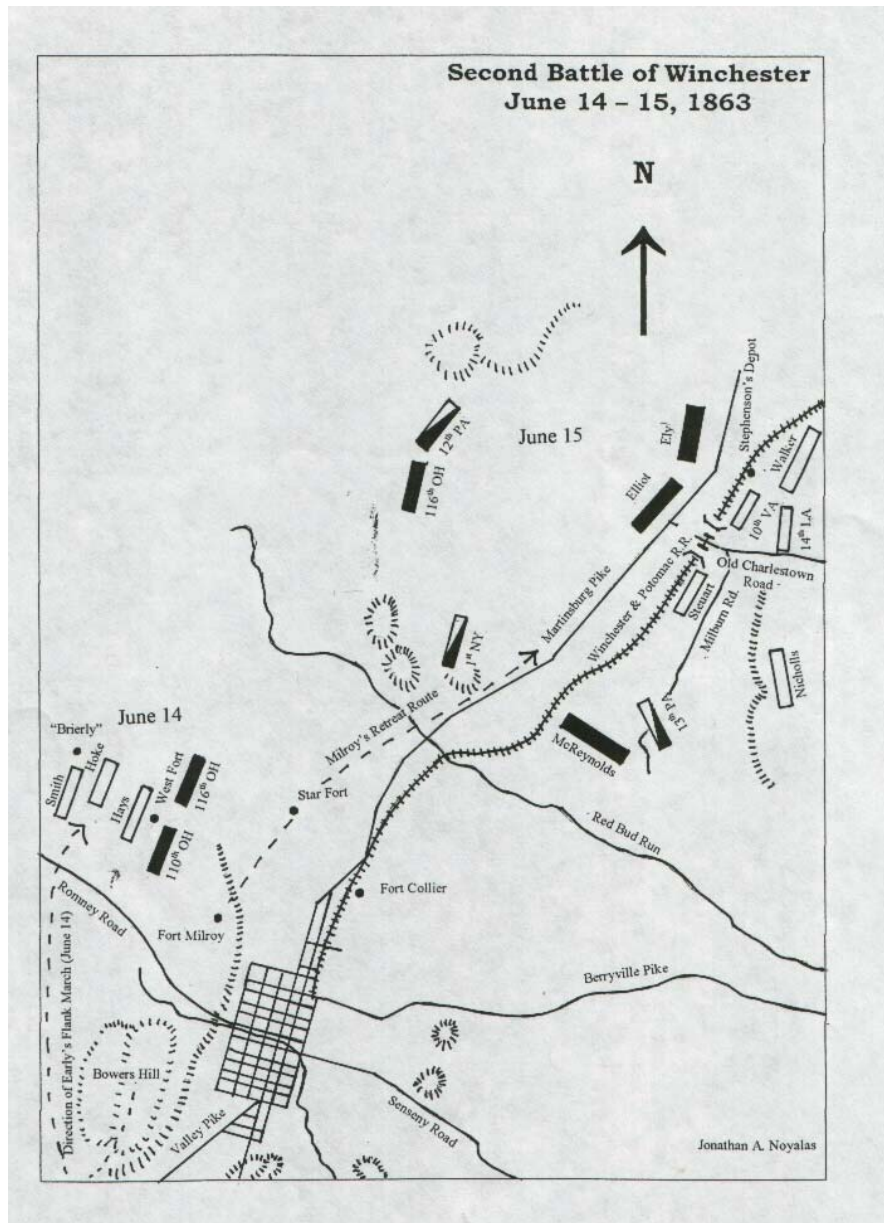 Second Battle of Winchester
June 14 – 15, 1863
N
Stephenson's Depot
Ely
12th PA
June 15
Walker
116th OH
Elliot
10th VA
14th LA
Old Charlestown
Road
Martinsburg Pike
Winchester & Potomac R.R.
Steuart
Milburn Rd.
1st NY
Nicholls
13th PA
McReynolds
Milroy's Retreat Route
June 14
"Brierly"
Hoke
Smith
Hays
West Fort
116th OH
110th OH
Star Fort
Red Bud Run
Romney Road
Fort Collier
Fort Milroy
Berryville Pike
Direction of Early's Flank March (June 14)
Bowers Hill
Valley Pike
Senseny Road
Jonathan A. Noyalas